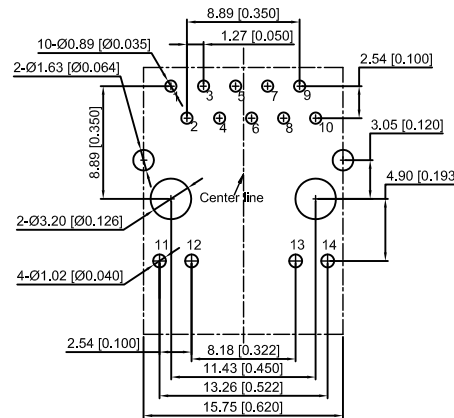 8.89 [0.350]
10-Ø0.89 [Ø0.035]
1.27 [0.050]
2-Ø1.63 [Ø0.064]
2.54 [0.100]
1 3 5 7 9
2 4 6 8 10
8.89 [0.350]
3.05 [0.120]
4.90 [0.193]
Center line
2-Ø3.20 [Ø0.126]
11 12 13 14
4-Ø1.02 [Ø0.040]
2.54 [0.100]
8.18 [0.322]
11.43 [0.450]
13.26 [0.522]
15.75 [0.620]